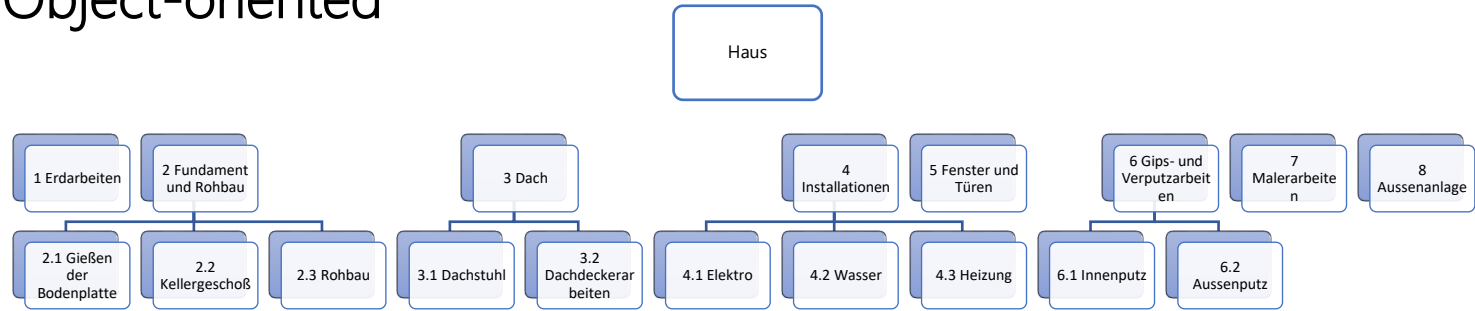 Object-oriented
Haus
1 Erdarbeiten
2 Fundament
und Rohbau
3 Dach
4
Installationen
5 Fenster und
Türen
6 Gips- und
Verputzarbeit
en
7
Malerarbeite
n
8
Aussenanlage
2.1 Gießen
der
Bodenplatte
2.2
Kellergeschoß
2.3 Rohbau
3.1 Dachstuhl
3.2
Dachdeckerar
beiten
4.1 Elektro
4.2 Wasser
4.3 Heizung
6.1 Innenputz
6.2
Aussenputz